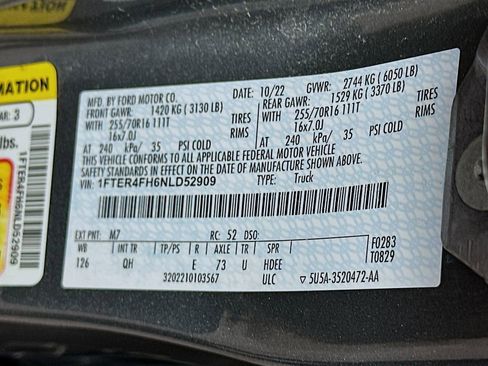 MATION
AR: 3
lbs.
1FTER4FH6NLD52909
MFD. BY FORD MOTOR CO.
DATE: 10/22 GVWR: 2744 KG ( 6050 LB)
FRONT GAWR: 1420 KG ( 3130 LB)
REAR GAWR: 1529 KG ( 3370 LB)
WITH 255/70R16 111T TIRES
WITH 255/70R16 111T TIRES
16x7.0J RIMS
16x7.0J RIMS
AT 240 kPa/ 35 PSI COLD
AT 240 kPa/ 35 PSI COLD
THIS VEHICLE CONFORMS TO ALL APPLICABLE FEDERAL MOTOR VEHICLE
SAFETY STANDARDS IN EFFECT ON THE DATE OF MANUFACTURE SHOWN ABOVE.
VIN: 1FTER4FH6NLD52909 TYPE: Truck
EXT PNT: M7 RC: 52 DSO:
WB INT TR TP/PS R AXLE TR SPR
126 QH E 73 U HDEE
F0283
T0829
3202210103567 ULC 5U5A-3520472-AA